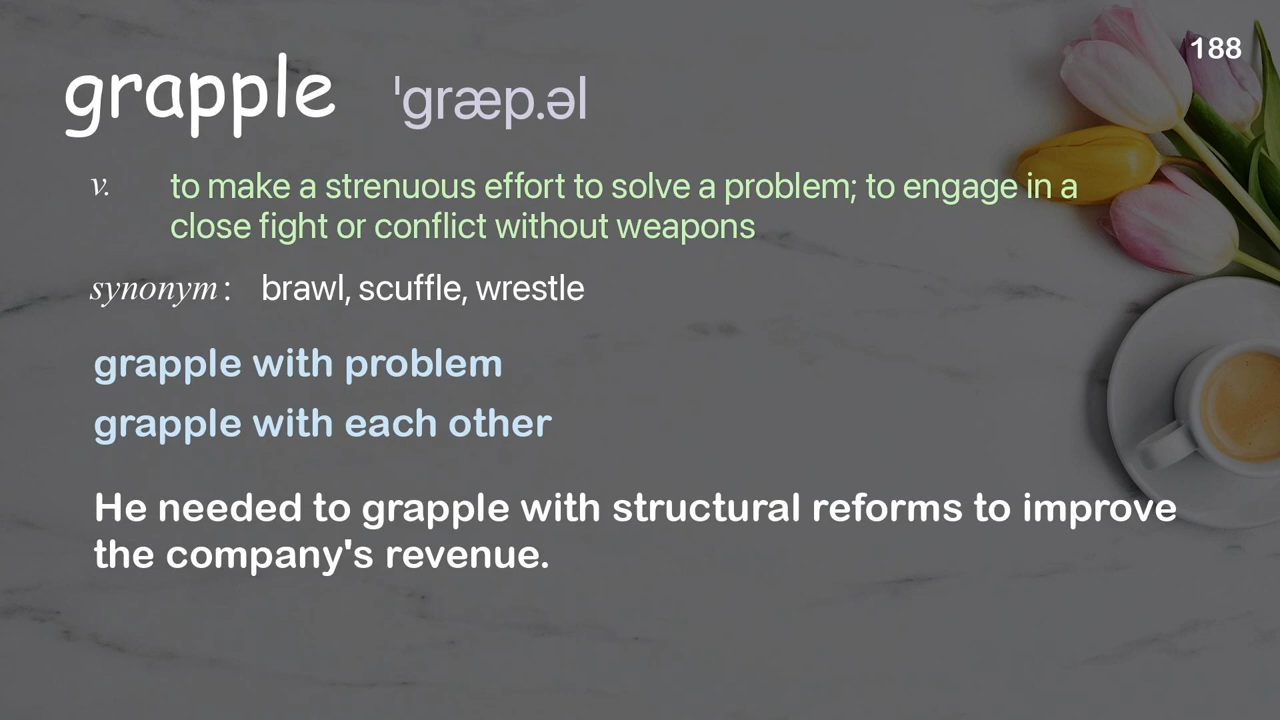 188
grapple ˈɡræp.əl
v. to make a strenuous effort to solve a problem; to engage in a
close fight or conflict without weapons
synonym : brawl, scuffle, wrestle
grapple with problem
grapple with each other
He needed to grapple with structural reforms to improve
the company's revenue.